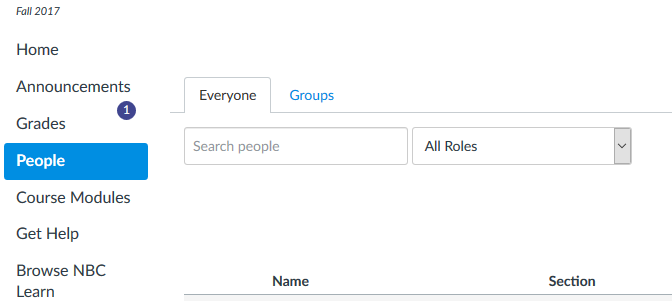 Fall 2017
Home
Announcements
1
Grades
People
Course Modules
Get Help
Browse NBC
Learn
Everyone
Groups
Search people
All Roles
Name
Section